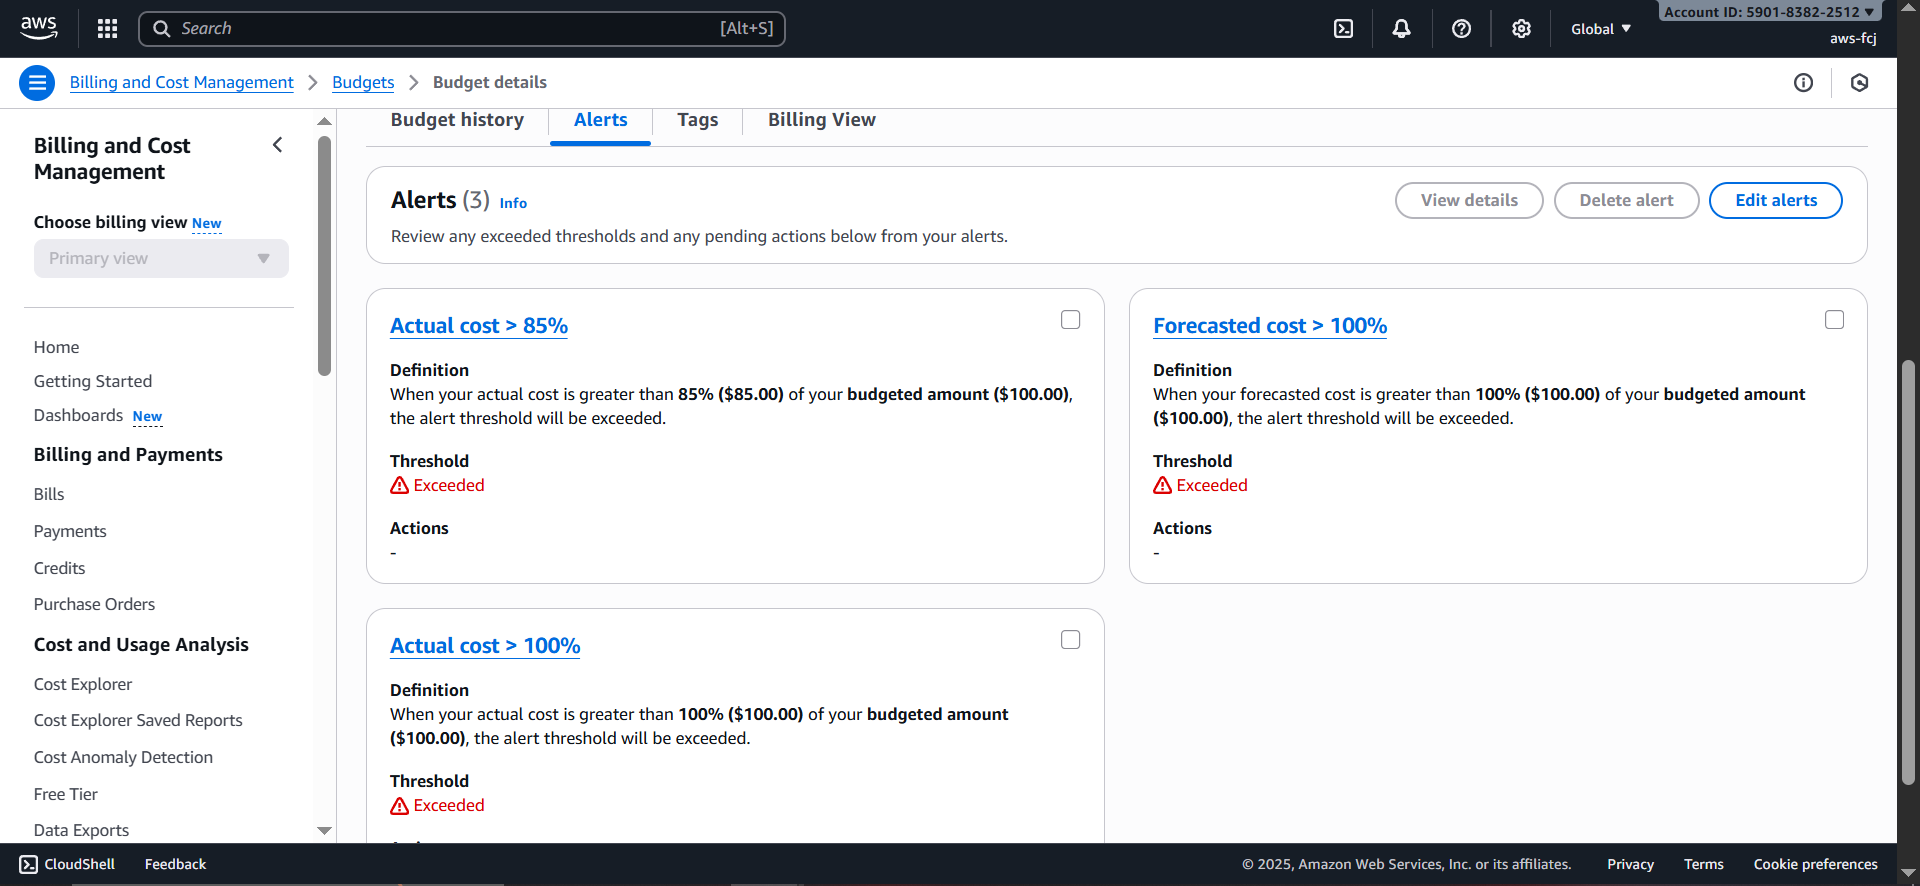 aws
Search
[Alt+S]
Global
Account ID: 5901-8382-2512
aws-fcj
Billing and Cost Management
Budgets
Budget details
Billing and Cost
Management
Choose billing view New
Primary view
Home
Getting Started
Dashboards New
Billing and Payments
Bills
Payments
Credits
Purchase Orders
Cost and Usage Analysis
Cost Explorer
Cost Explorer Saved Reports
Cost Anomaly Detection
Free Tier
Data Exports
Budget history
Alerts
Tags
Billing View
Alerts (3) Info
View details
Delete alert
Edit alerts
Review any exceeded thresholds and any pending actions below from your alerts.
Actual cost > 85%
Definition
When your actual cost is greater than 85% ($85.00) of your budgeted amount ($100.00),
the alert threshold will be exceeded.
Threshold
Exceeded
Actions
-
Forecasted cost > 100%
Definition
When your forecasted cost is greater than 100% ($100.00) of your budgeted amount
($100.00), the alert threshold will be exceeded.
Threshold
Exceeded
Actions
-
Actual cost > 100%
Definition
When your actual cost is greater than 100% ($100.00) of your budgeted amount
($100.00), the alert threshold will be exceeded.
Threshold
Exceeded
CloudShell
Feedback
© 2025, Amazon Web Services, Inc. or its affiliates.
Privacy
Terms
Cookie preferences